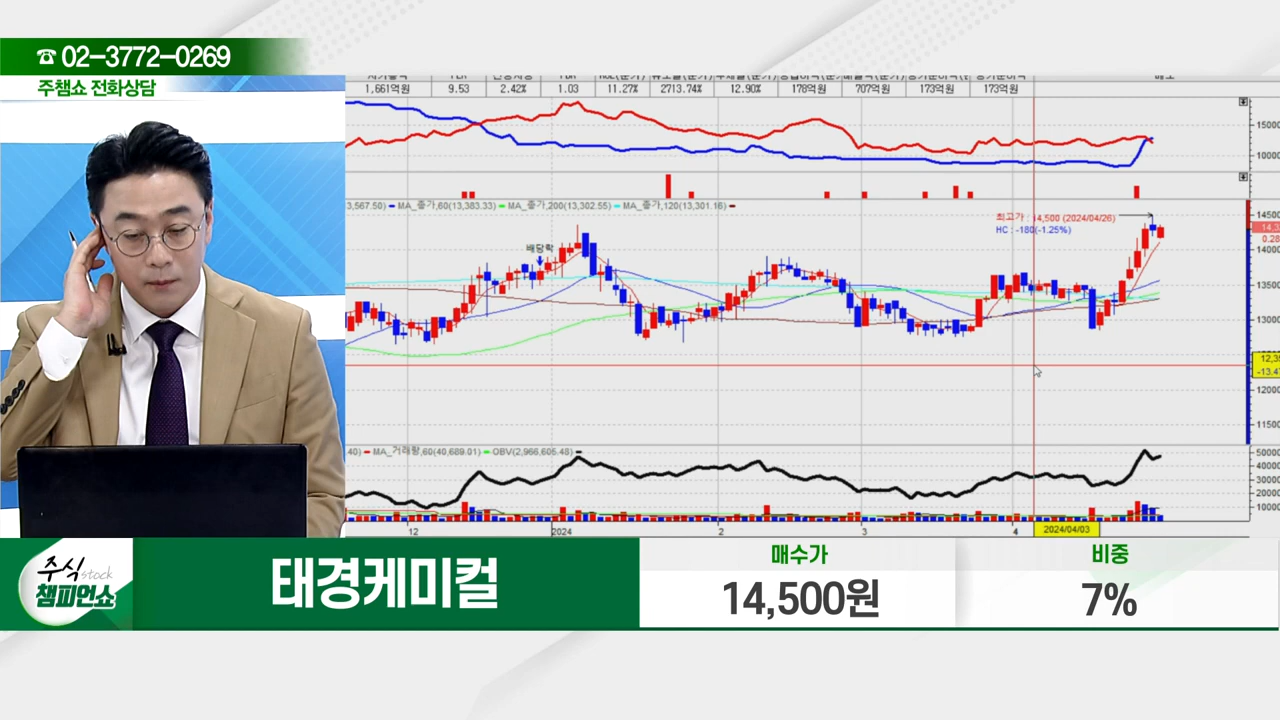 ☎ 02-3772-0269
주챔쇼 전화상담
1,661억원 9.53 2.42% 1.03 11.27% 2713.74% 12.90% 178억원 707억원 173억원 173억원
15000
10000
3,567.50) MA_종가,60(13,383.33) MA_종가,200(13,302.55) MA_종가,120(13,301.16)
최고가 : 14,500 (2024/04/26)
HC : -180(-1.25%)
배당락
14500
14000
13500
13000
12000
11500
40) MA_거래량,60(40,689.01) OBV(2,966,606.48)
50000
40000
30000
20000
10000
12 2024 2 3 4 2024/04/03
주식 stock
챔피언쇼
태경케미컬
매수가
14,500원
비중
7%